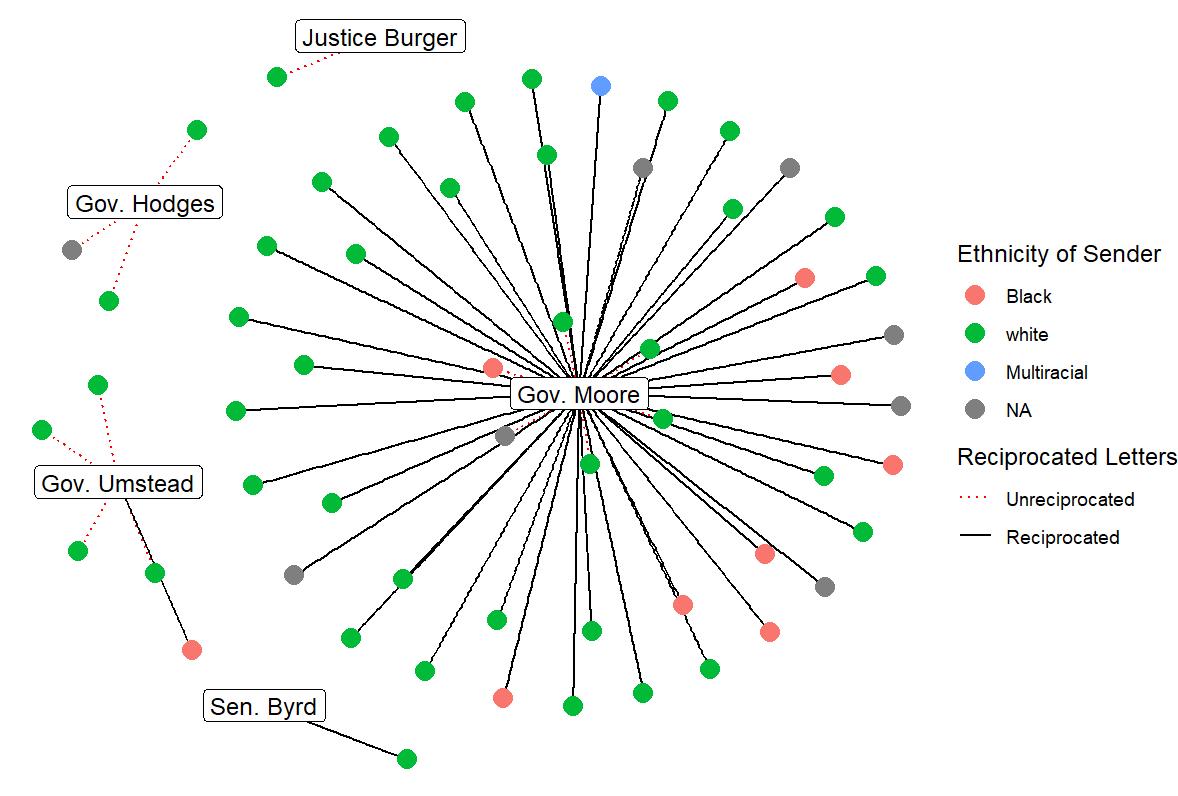 Justice Burger
Gov. Hodges
Gov. Moore
Gov. Umstead
Sen. Byrd
Ethnicity of Sender
Black
white
Multiracial
NA
Reciprocated Letters
Unreciprocated
Reciprocated